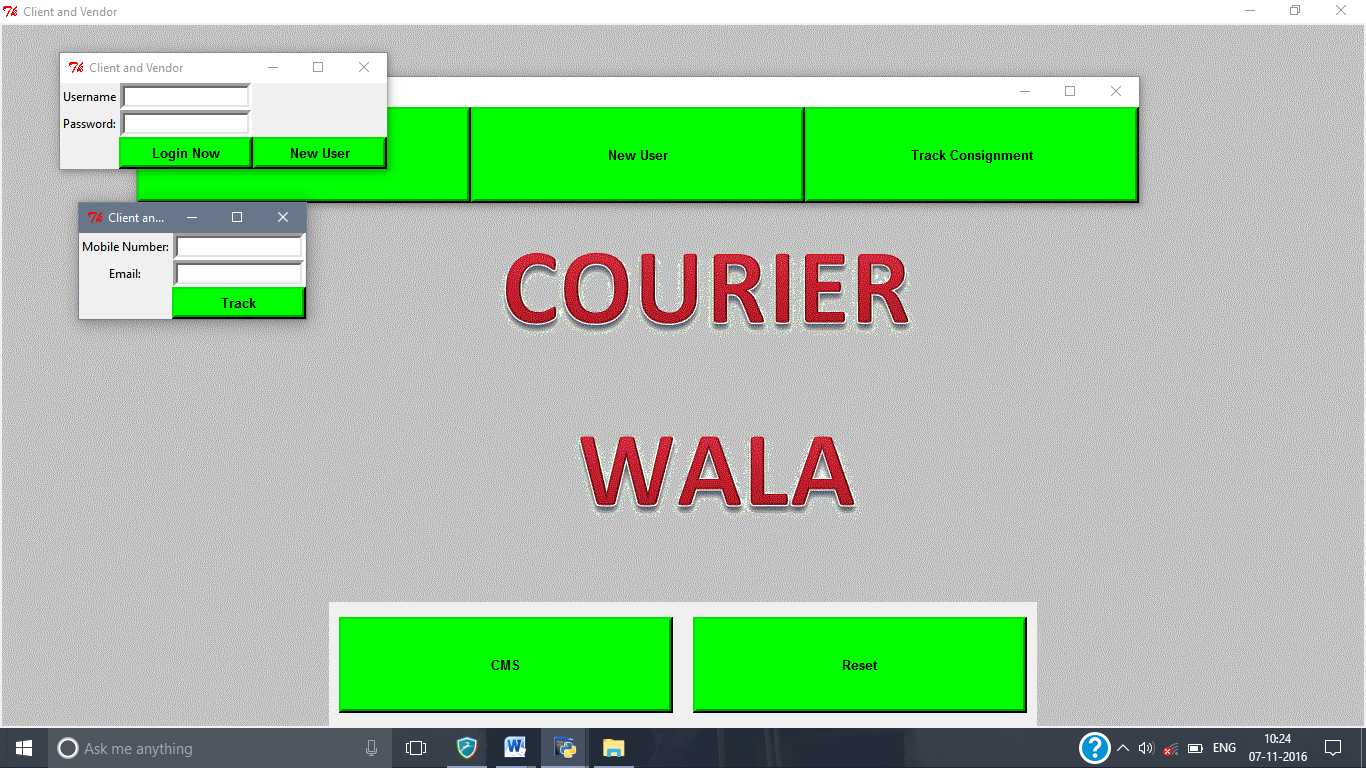 Client and Vendor
Client and Vendor
Username
Password:
Login Now New User
New User Track Consignment
Client an...
Mobile Number:
Email:
Track
COURIER
WALA
CMS Reset
Ask me anything
ENG
10:24
07-11-2016